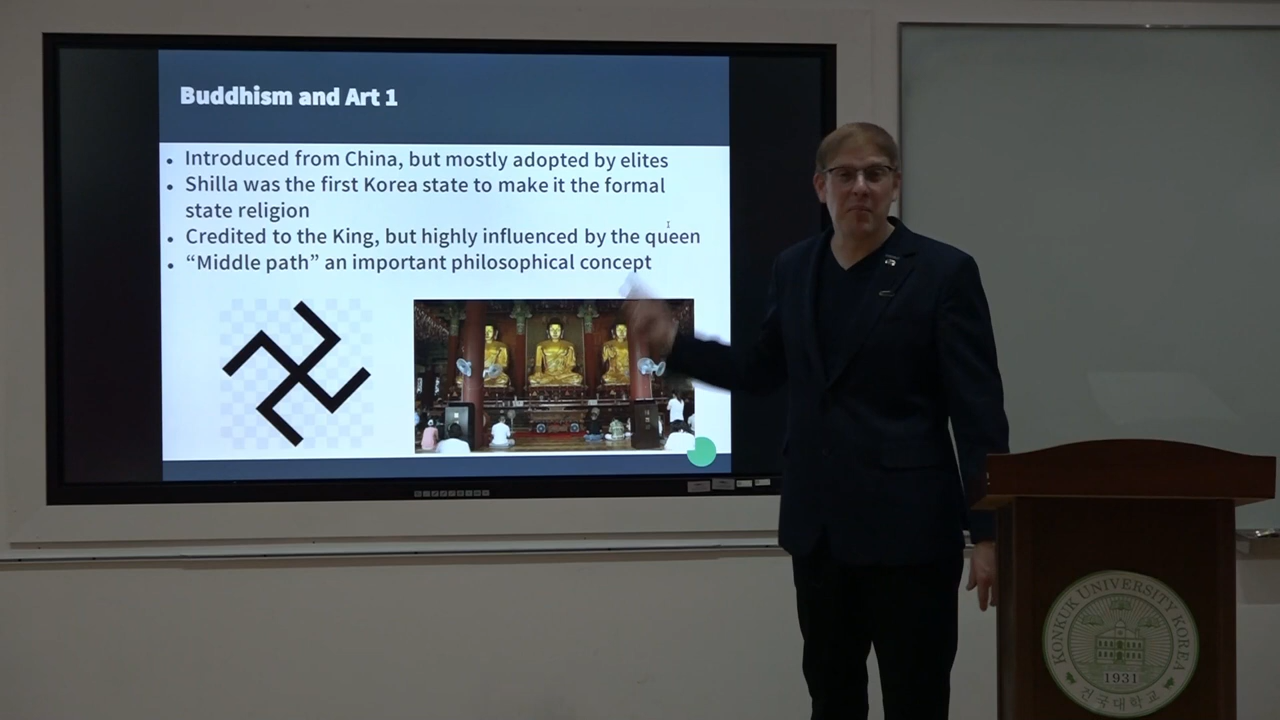 Buddhism and Art 1
• Introduced from China, but mostly adopted by elites
• Shilla was the first Korea state to make it the formal
state religion
• Credited to the King, but highly influenced by the queen
• “Middle path” an important philosophical concept
KONKUK UNIVERSITY KOREA
1931
건국대학교